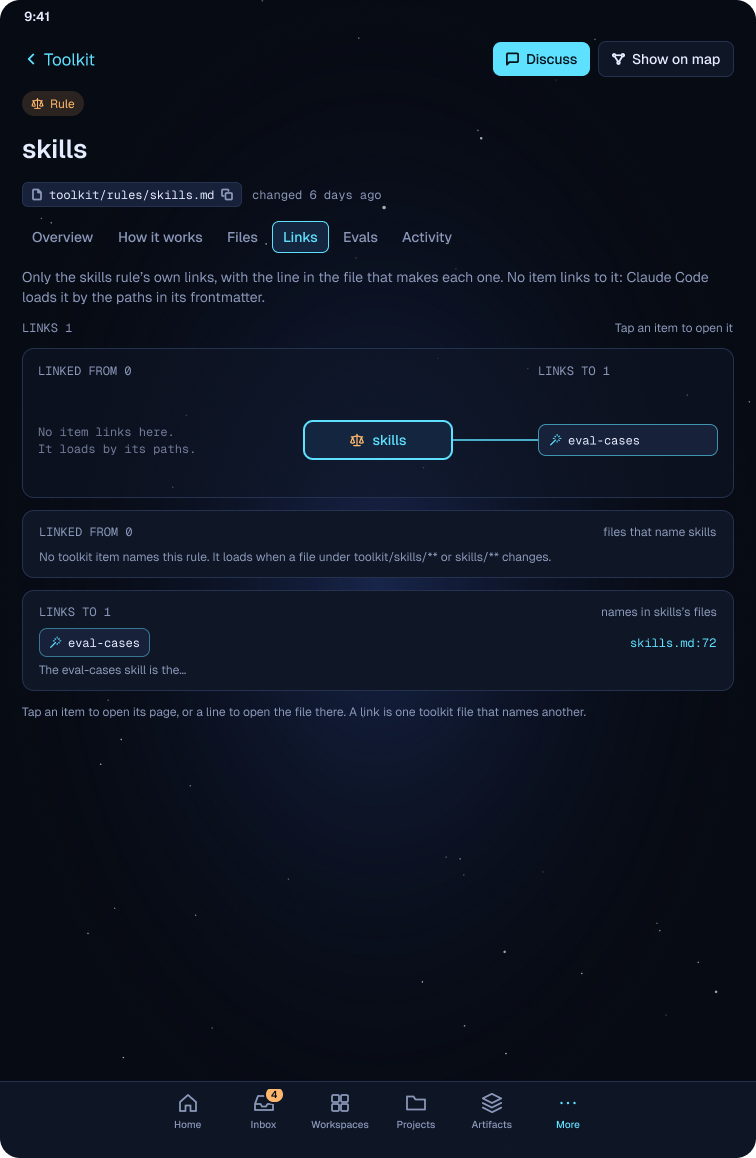 9:41
Toolkit
Discuss
Show on map
Rule
skills
toolkit/rules/skills.md
changed 6 days ago
Overview
How it works
Files
Links
Evals
Activity
Only the skills rule's own links, with the line in the file that makes each one. No item links to it: Claude Code
loads it by the paths in its frontmatter.
LINKS 1
Tap an item to open it
LINKED FROM 0
LINKS TO 1
No item links here.
It loads by its paths.
skills
eval-cases
LINKED FROM 0
files that name skills
No toolkit item names this rule. It loads when a file under toolkit/skills/** or skills/** changes.
LINKS TO 1
names in skills's files
eval-cases
skills.md:72
The eval-cases skill is the…
Tap an item to open its page, or a line to open the file there. A link is one toolkit file that names another.
4
Home
Inbox
Workspaces
Projects
Artifacts
More